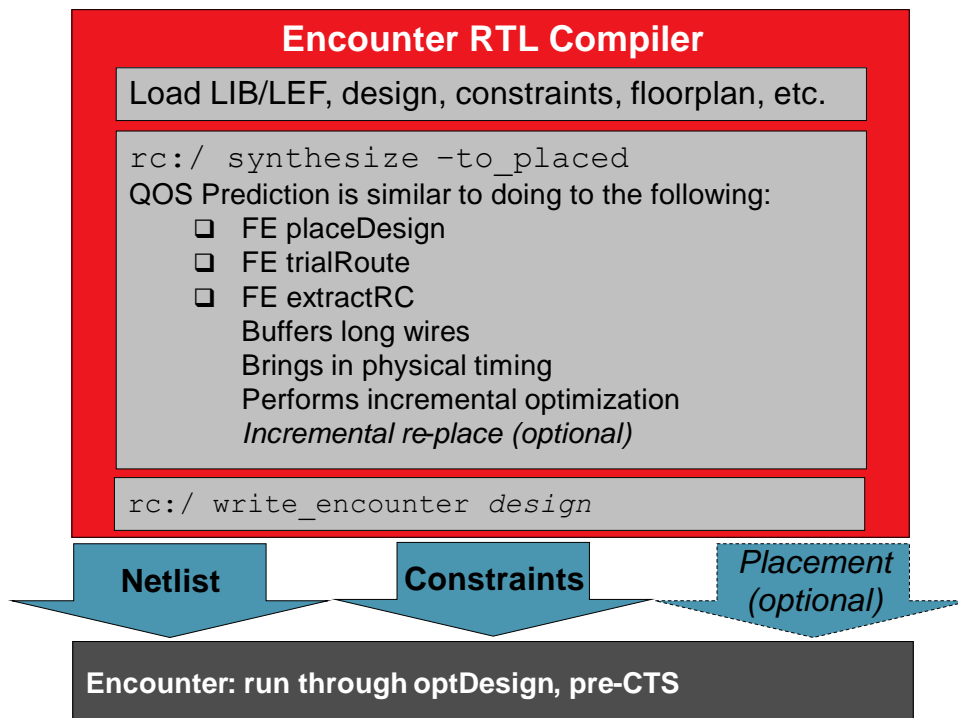 Encounter RTL Compiler
Load LIB/LEF, design, constraints, floorplan, etc.
rc:/ synthesize –to_placed
QOS Prediction is similar to doing to the following:
❑ FE placeDesign
❑ FE trialRoute
❑ FE extractRC
Buffers long wires
Brings in physical timing
Performs incremental optimization
Incremental re-place (optional)
rc:/ write_encounter design
Netlist
Constraints
Placement
(optional)
Encounter: run through optDesign, pre-CTS